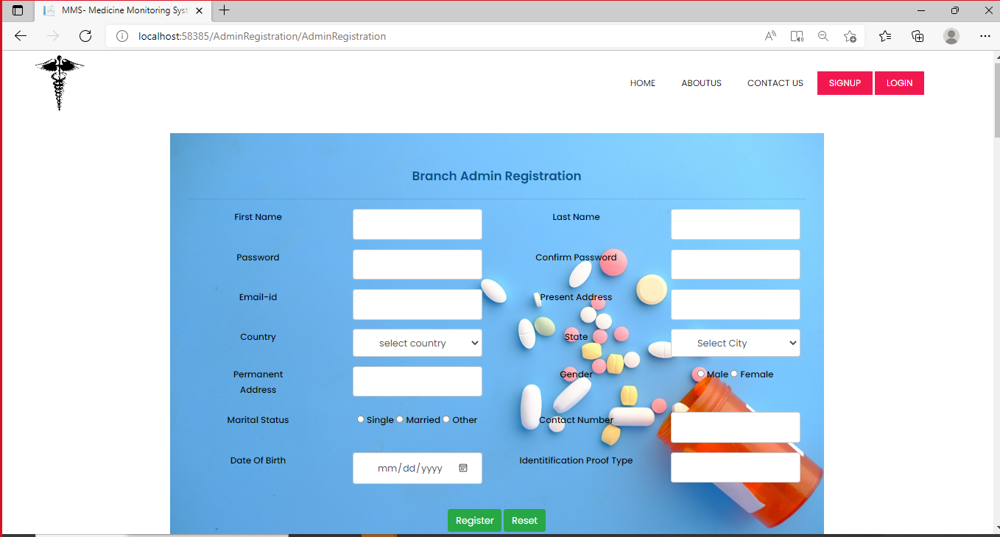 MMS- Medicine Monitoring Syst
localhost:58385/AdminRegistration/AdminRegistration
HOME ABOUTUS CONTACT US SIGNUP LOGIN
Branch Admin Registration
First Name Last Name
Password Confirm Password
Email-id Present Address
Country select country State Select City
Permanent Address Gender Male Female
Marital Status Single Married Other Contact Number
Date Of Birth mm/dd/yyyy Identitification Proof Type
Register Reset